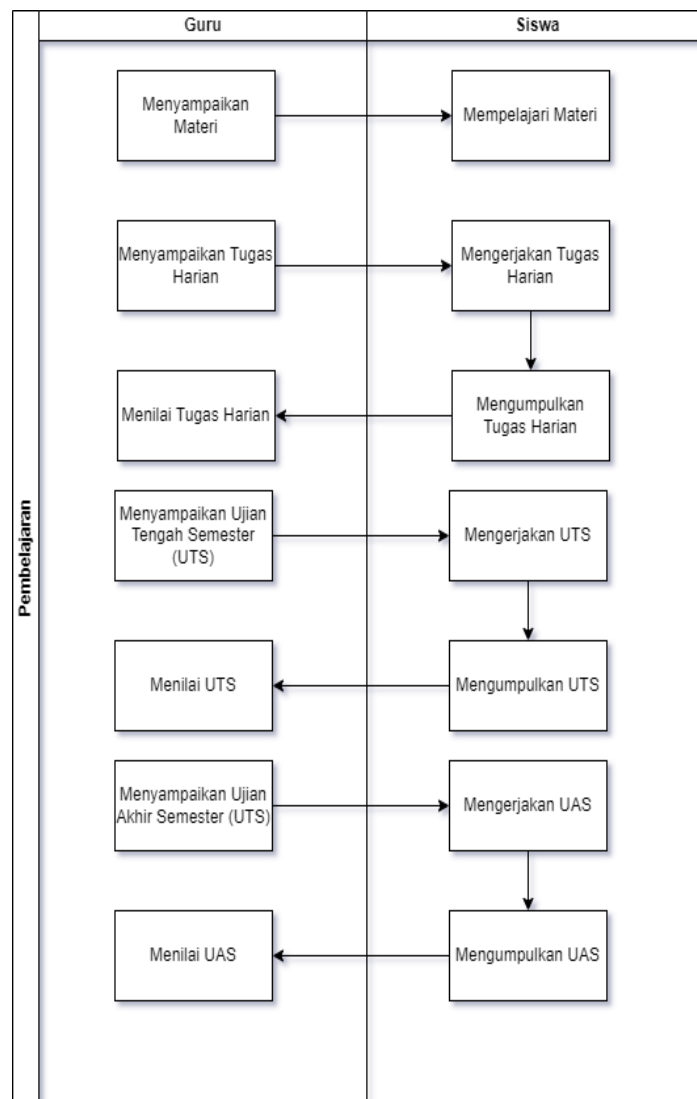 Guru
Siswa
Pembelajaran
Menyampaikan
Materi
Mempelajari Materi
Menyampaikan Tugas
Harian
Mengerjakan Tugas
Harian
Menilai Tugas Harian
Mengumpulkan
Tugas Harian
Menyampaikan Ujian
Tengah Semester
(UTS)
Mengerjakan UTS
Menilai UTS
Mengumpulkan UTS
Menyampaikan Ujian
Akhir Semester (UTS)
Mengerjakan UAS
Menilai UAS
Mengumpulkan UAS